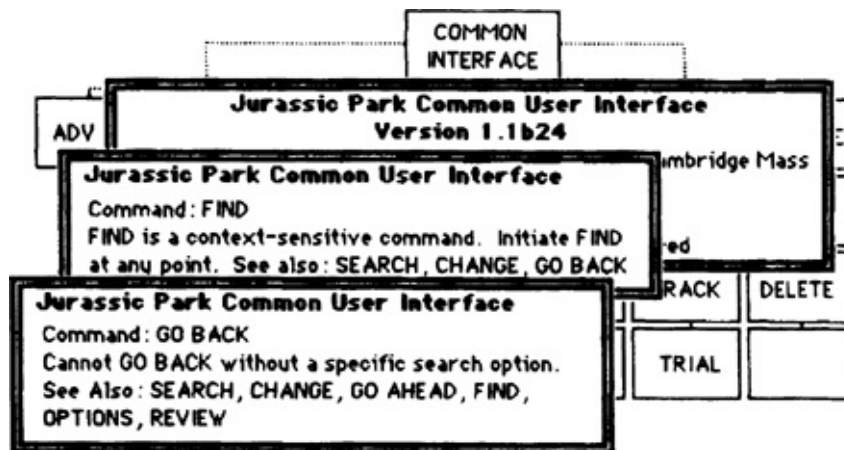 COMMON
INTERFACE
Jurassic Park Common User Interface
Version 1.1b24
ADV
ambridge Mass
Jurassic Park Common User Interface
Command: FIND
FIND is a context-sensitive command. Initiate FIND
at any point. See also: SEARCH, CHANGE, GO BACK
red
RACK
DELETE
Jurassic Park Common User Interface
Command: GO BACK
Cannot GO BACK without a specific search option.
See Also: SEARCH, CHANGE, GO AHEAD, FIND,
OPTIONS, REVIEW
TRIAL